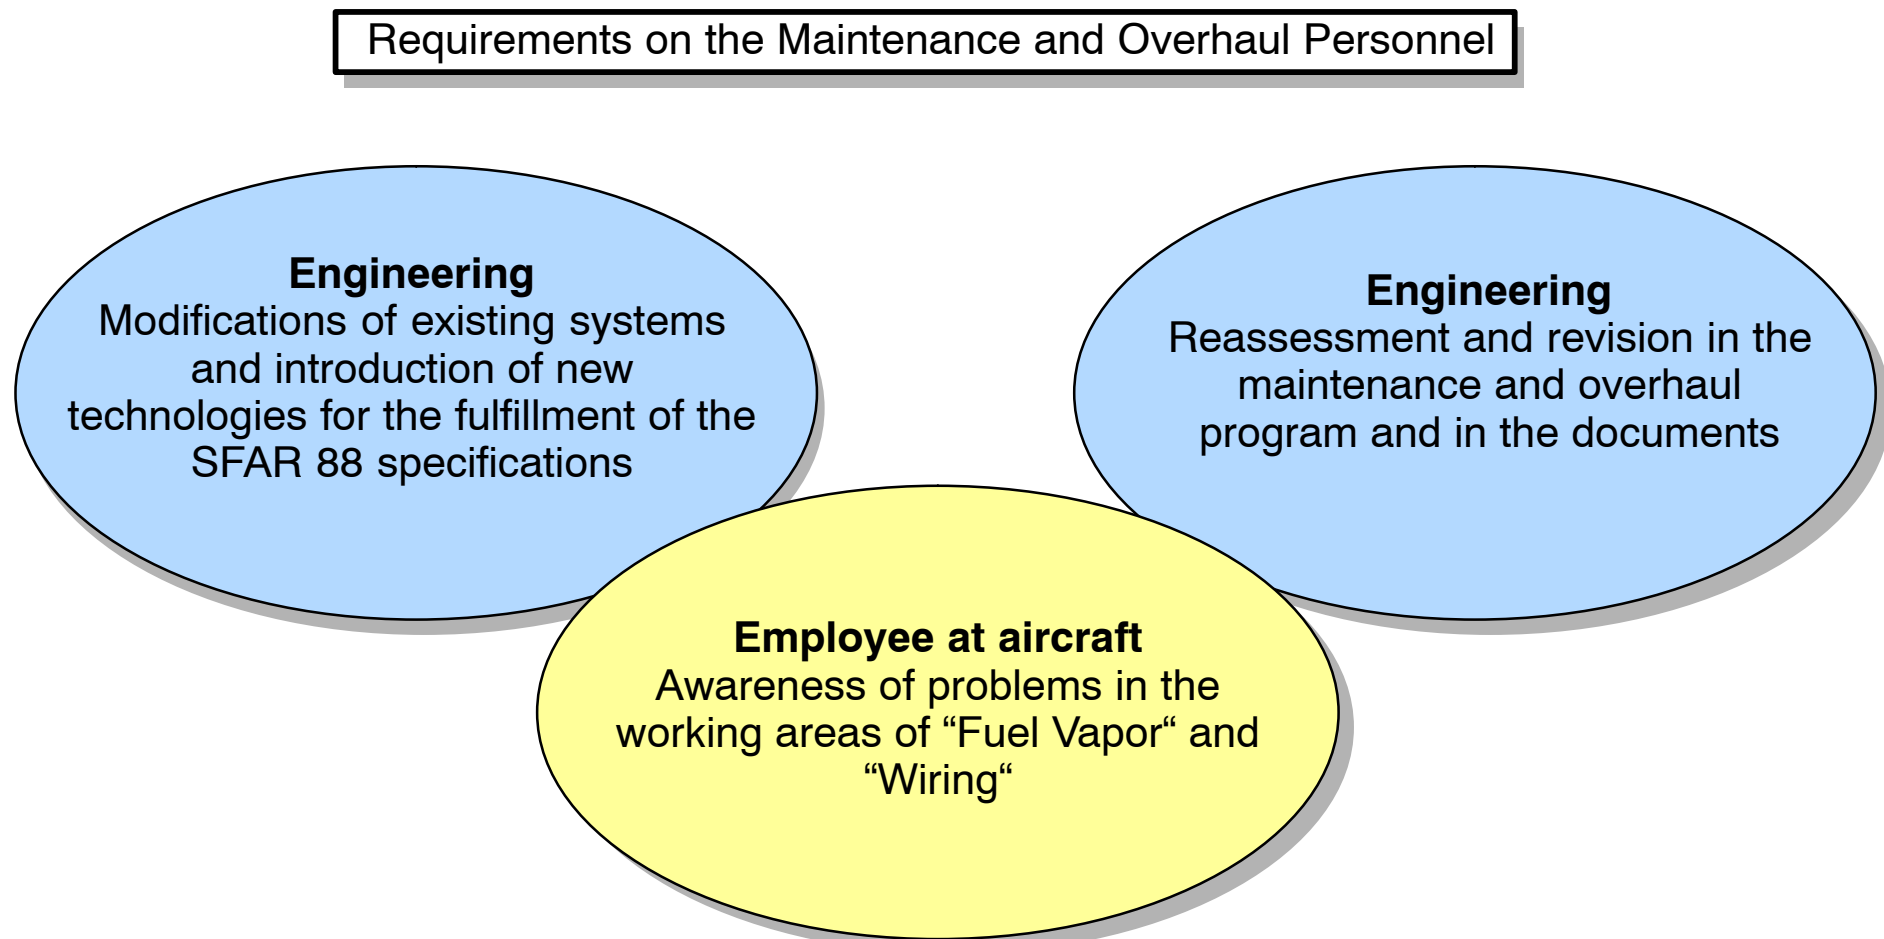 Requirements on the Maintenance and Overhaul Personnel
Engineering
Modifications of existing systems
and introduction of new
technologies for the fulfillment of the
SFAR 88 specifications
Engineering
Reassessment and revision in the
maintenance and overhaul
program and in the documents
Employee at aircraft
Awareness of problems in the
working areas of “Fuel Vapor“ and
“Wiring“